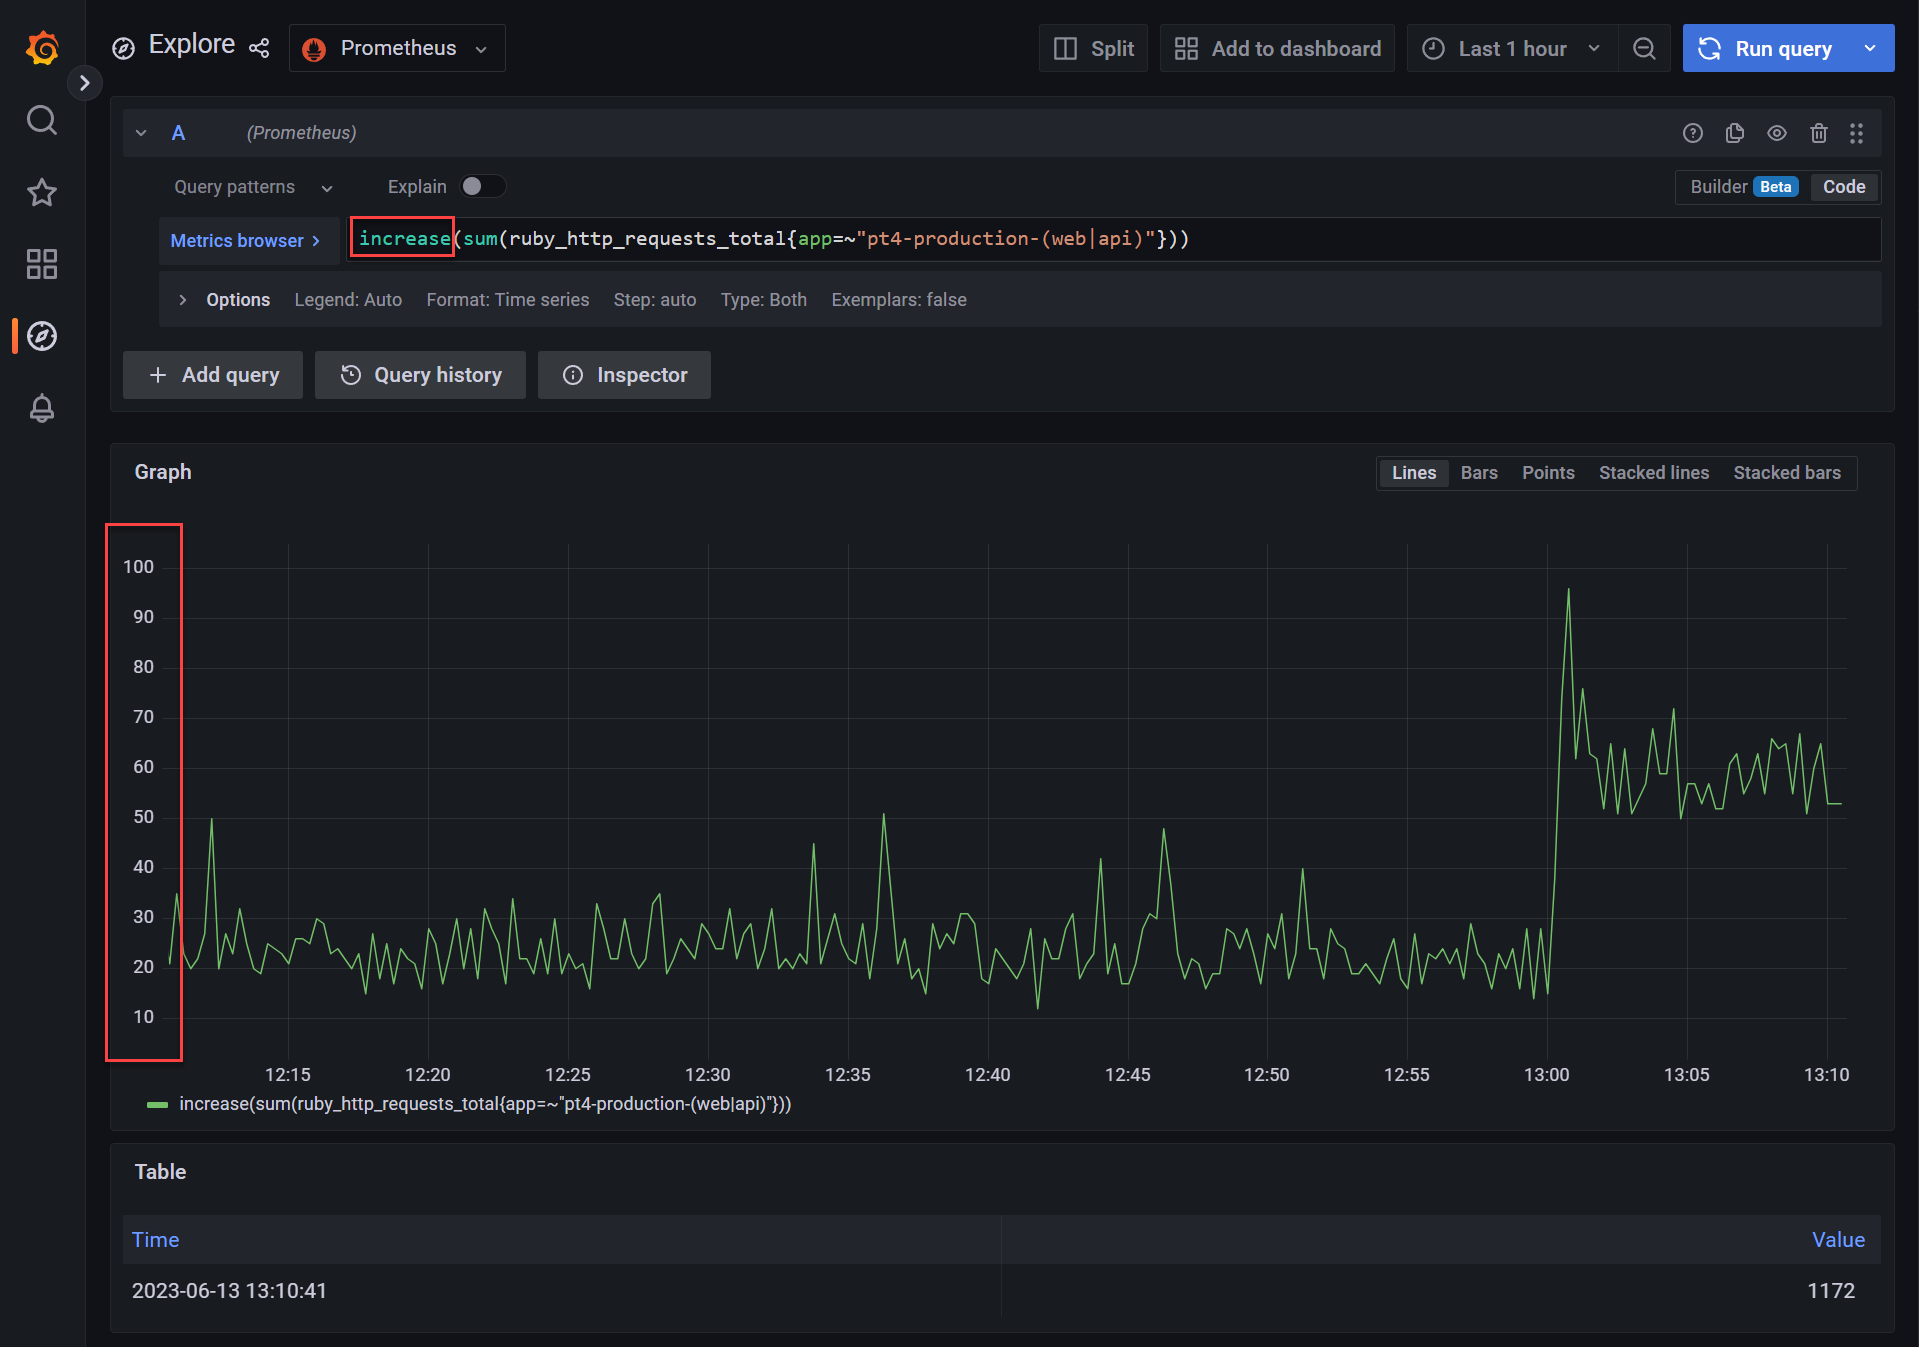 Explore Prometheus Split Add to dashboard Last 1 hour Run query
A (Prometheus)
Query patterns Explain Builder Beta Code
Metrics browser > increase(sum(ruby_http_requests_total{app=~"pt4-production-(web|api)"}))
> Options Legend: Auto Format: Time series Step: auto Type: Both Exemplars: false
+ Add query Query history Inspector
Graph Lines Bars Points Stacked lines Stacked bars
100
90
80
70
60
50
40
30
20
10
12:15 12:20 12:25 12:30 12:35 12:40 12:45 12:50 12:55 13:00 13:05 13:10
increase(sum(ruby_http_requests_total{app=~"pt4-production-(web|api)"}))
Table
Time Value
2023-06-13 13:10:41 1172